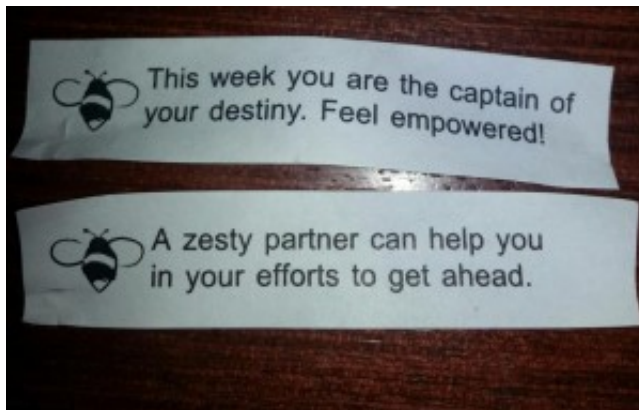 This week you are the captain of
your destiny. Feel empowered!
A zesty partner can help you
in your efforts to get ahead.